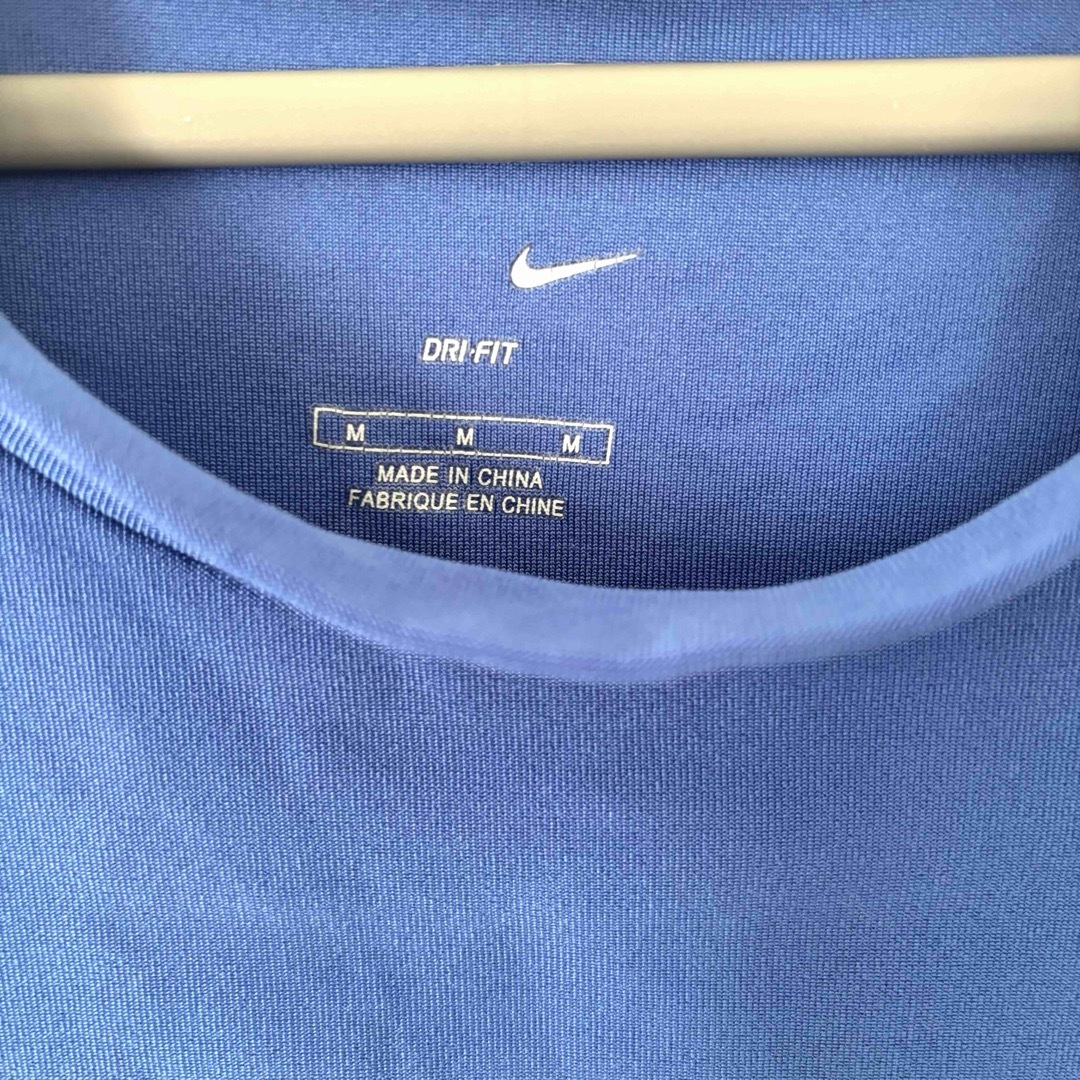 DRI-FIT
M M M
MADE IN CHINA
FABRIQUE EN CHINE